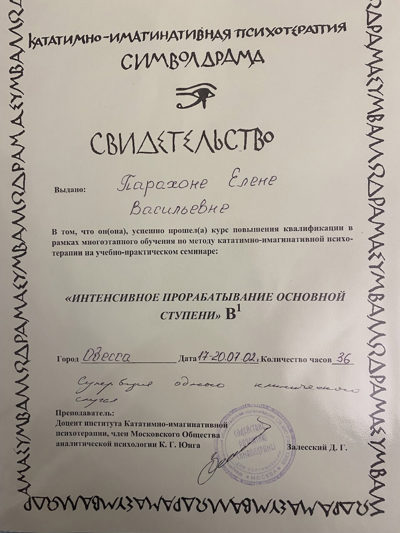 КАТАТИМНО-ИМАГИНАТИВНАЯ ПСИХОТЕРАПИЯ
СИМВОЛДРАМА
СВИДЕТЕЛЬСТВО
Выдано: Парахоне Елене
Васильевне
В том, что он(она), успешно прошел(а) курс повышения квалификации в
рамках многоэтапного обучения по методу кататимно-имагинативной психо-
терапии на учебно-практическом семинаре:
«ИНТЕНСИВНОЕ ПРОРАБАТЫВАНИЕ ОСНОВНОЙ
СТУПЕНИ» В¹
Город Одесса Дата 17-20.07.02, Количество часов 36
Супервизия одного клинического
случая
Преподаватель:
Доцент института Кататимно-имагинативной
психотерапии, член Московского Общества
аналитической психологии К. Г. Юнга Залесский Д. Г.